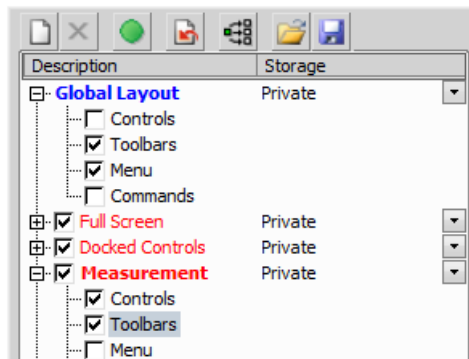 Description Storage
Global Layout Private
Controls
Toolbars
Menu
Commands
Full Screen Private
Docked Controls Private
Measurement Private
Controls
Toolbars
Menu